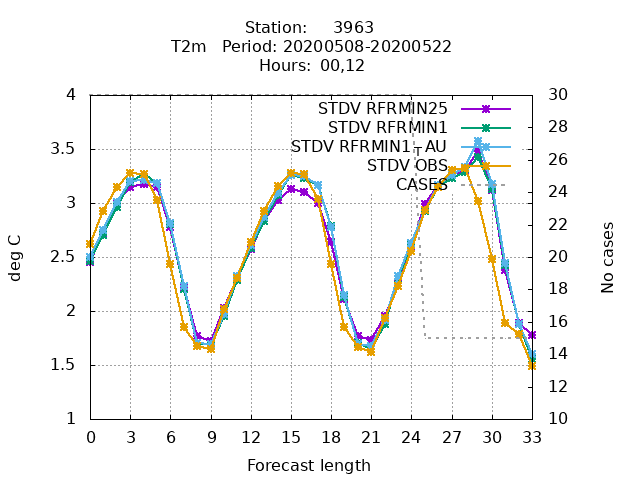 Station: 3963
T2m Period: 20200508-20200522
Hours: 00,12
STDV RFRMIN25
STDV RFRMIN1
STDV RFRMIN1+AU
STDV OBS
CASES
deg C
4
3.5
3
2.5
2
1.5
1
No cases
30
28
26
24
22
20
18
16
14
12
10
0 3 6 9 12 15 18 21 24 27 30 33
Forecast length